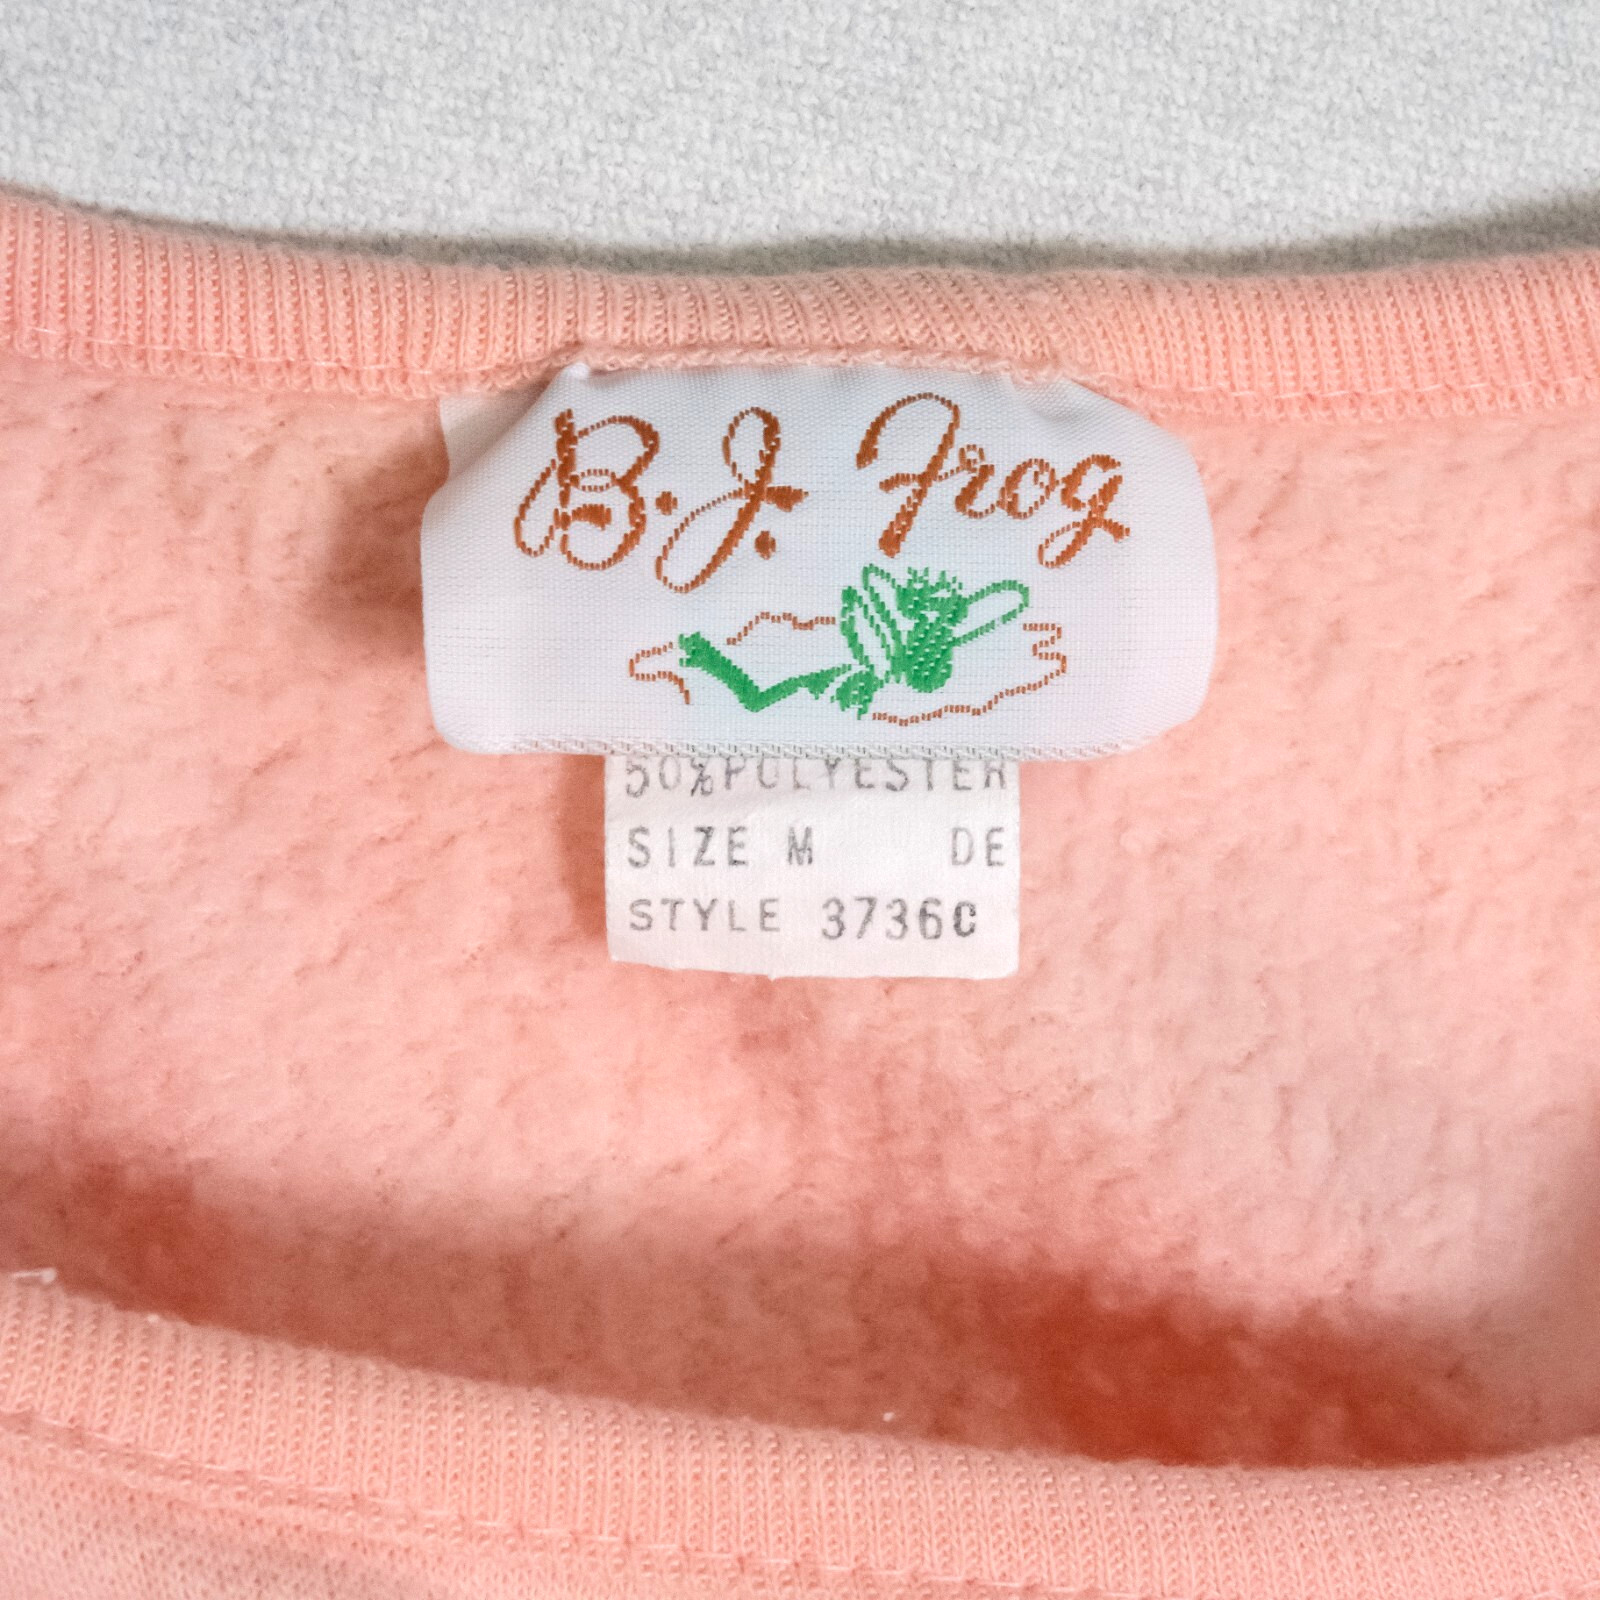 B.J. Frog
50%POLYESTER
SIZE M DE
STYLE 3736C